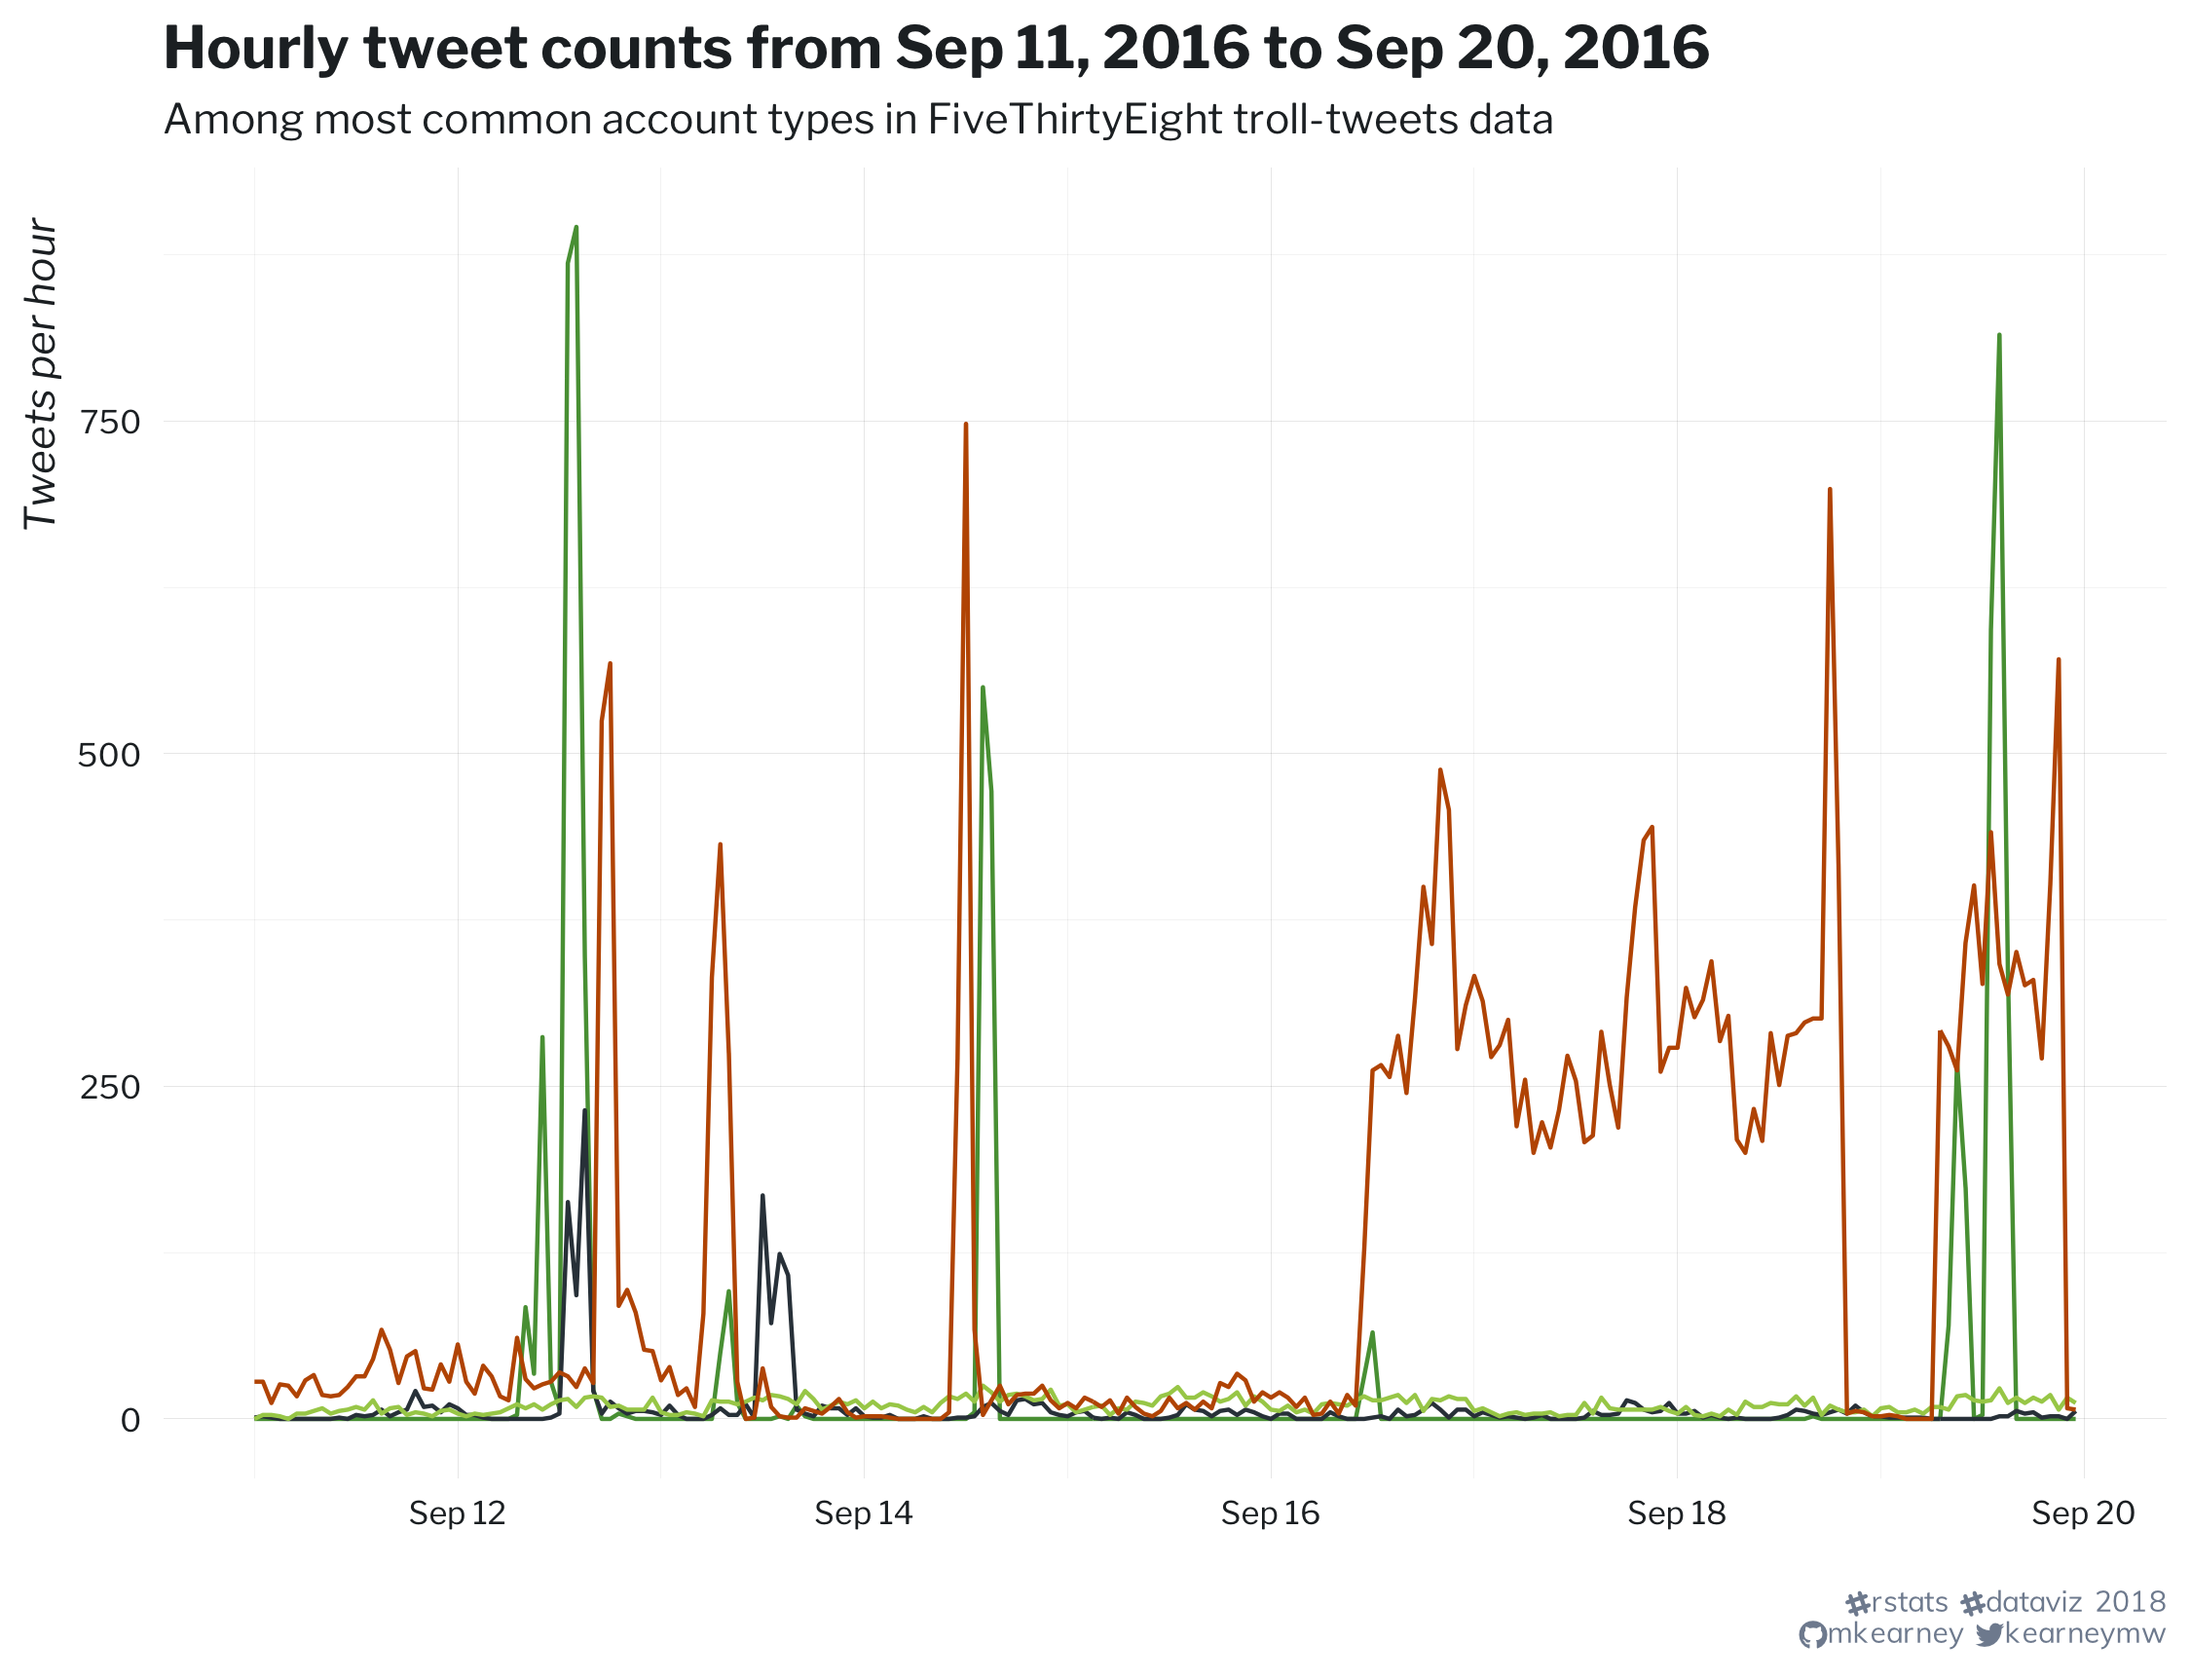 Hourly tweet counts from Sep 11, 2016 to Sep 20, 2016
Among most common account types in FiveThirtyEight troll-tweets data
Tweets per hour
750
500
250
0
Sep 12
Sep 14
Sep 16
Sep 18
Sep 20
#rstats #dataviz 2018
mkearney kearneymw